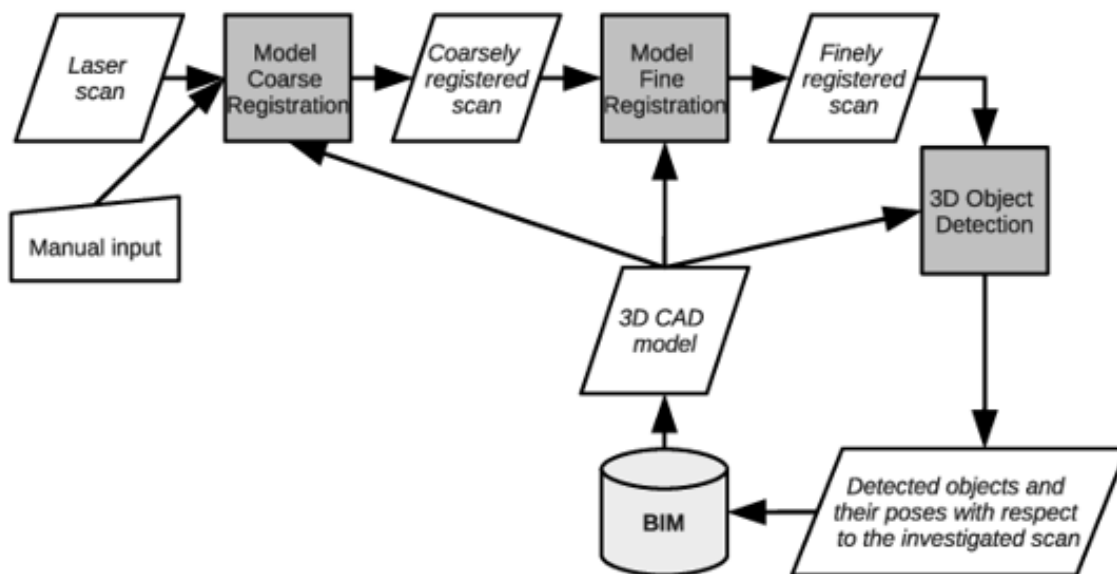 Laser
scan
Model
Coarse
Registration
Coarsely
registered
scan
Model
Fine
Registration
Finely
registered
scan
Manual input
3D Object
Detection
3D CAD
model
BIM
Detected objects and
their poses with respect
to the investigated scan